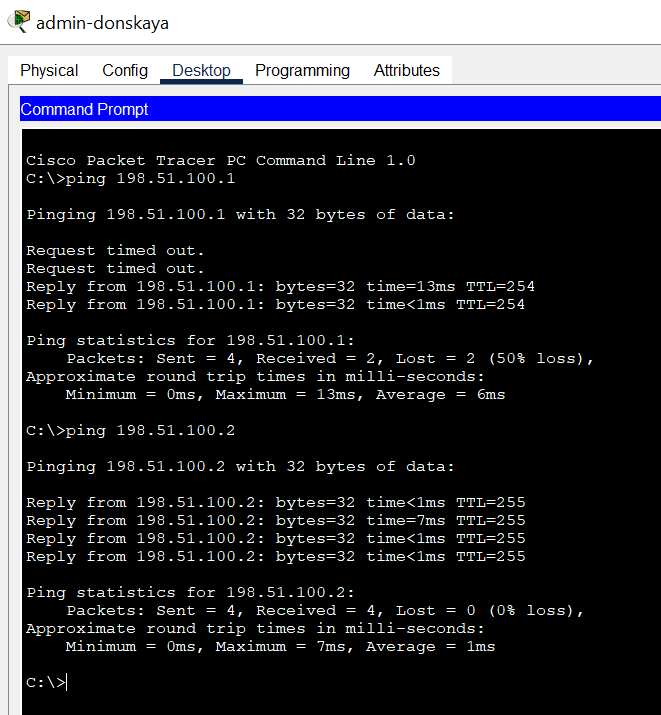 admin-donskaya
Physical Config Desktop Programming Attributes
Command Prompt
Cisco Packet Tracer PC Command Line 1.0
C:\>ping 198.51.100.1
Pinging 198.51.100.1 with 32 bytes of data:
Request timed out.
Request timed out.
Reply from 198.51.100.1: bytes=32 time=13ms TTL=254
Reply from 198.51.100.1: bytes=32 time<1ms TTL=254
Ping statistics for 198.51.100.1:
    Packets: Sent = 4, Received = 2, Lost = 2 (50% loss),
Approximate round trip times in milli-seconds:
    Minimum = 0ms, Maximum = 13ms, Average = 6ms
C:\>ping 198.51.100.2
Pinging 198.51.100.2 with 32 bytes of data:
Reply from 198.51.100.2: bytes=32 time<1ms TTL=255
Reply from 198.51.100.2: bytes=32 time=7ms TTL=255
Reply from 198.51.100.2: bytes=32 time<1ms TTL=255
Reply from 198.51.100.2: bytes=32 time<1ms TTL=255
Ping statistics for 198.51.100.2:
    Packets: Sent = 4, Received = 4, Lost = 0 (0% loss),
Approximate round trip times in milli-seconds:
    Minimum = 0ms, Maximum = 7ms, Average = 1ms
C:\>